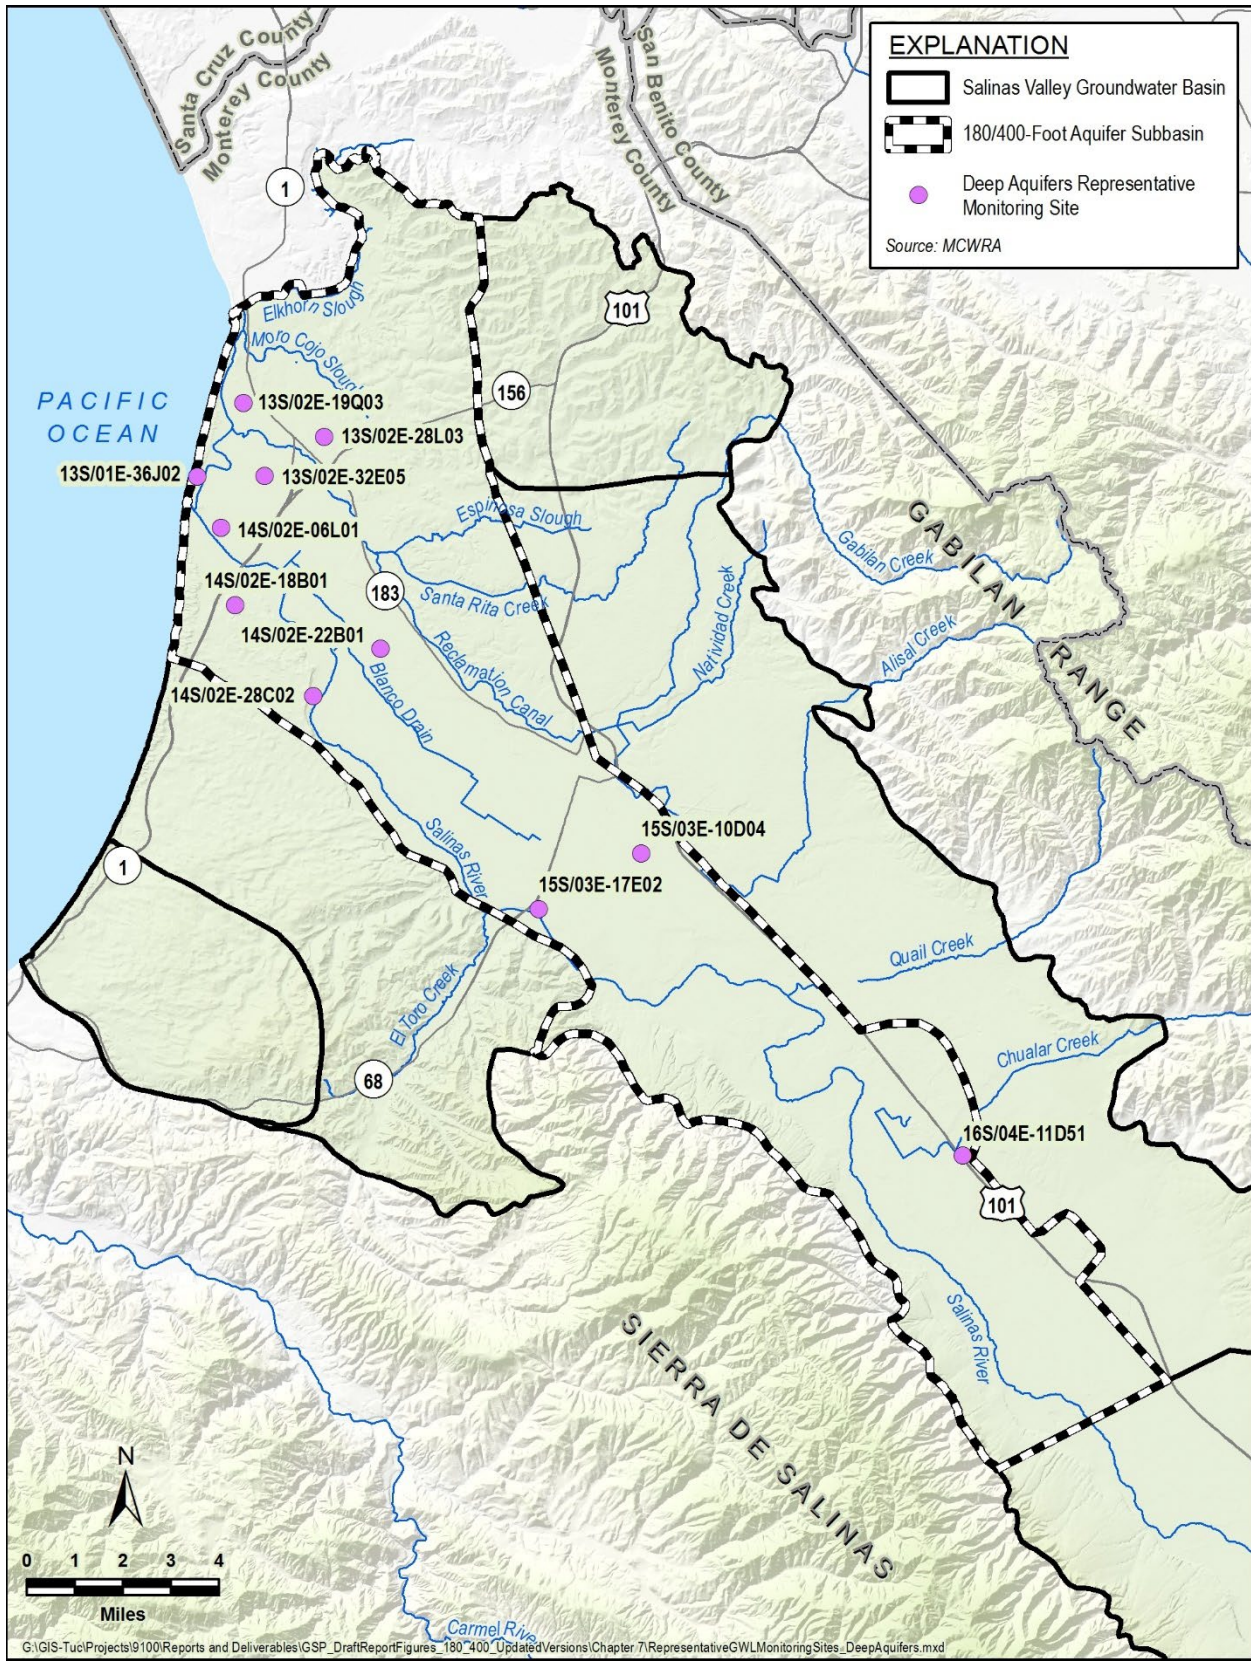 Santa Cruz County
Monterey County
San Benito County
Monterey County
EXPLANATION
Salinas Valley Groundwater Basin
180/400-Foot Aquifer Subbasin
Deep Aquifers Representative
Monitoring Site
Source: MCWRA
1
101
Elkhorn Slough
Moro Cojo Slough
156
PACIFIC
OCEAN
13S/02E-19Q03
13S/02E-28L03
13S/01E-36J02
13S/02E-32E05
Espinosa Slough
14S/02E-06L01
Gabilan Creek
GABILAN
RANGE
14S/02E-18B01
183
Santa Rita Creek
Natividad Creek
Alisal Creek
14S/02E-22B01
Reclamation Canal
Blanco Drain
14S/02E-28C02
Salinas River
15S/03E-10D04
1
15S/03E-17E02
Quail Creek
El Toro Creek
Chualar Creek
68
16S/04E-11D51
101
Salinas River
SIERRA DE SALINAS
N
0 1 2 3 4
Miles
Carmel River
G:\GIS-Tuc\Projects\9100\Reports and Deliverables\GSP_DraftReportFigures_180_400_UpdatedVersions\Chapter 7\RepresentativeGWLMonitoringSites_DeepAquifers.mxd